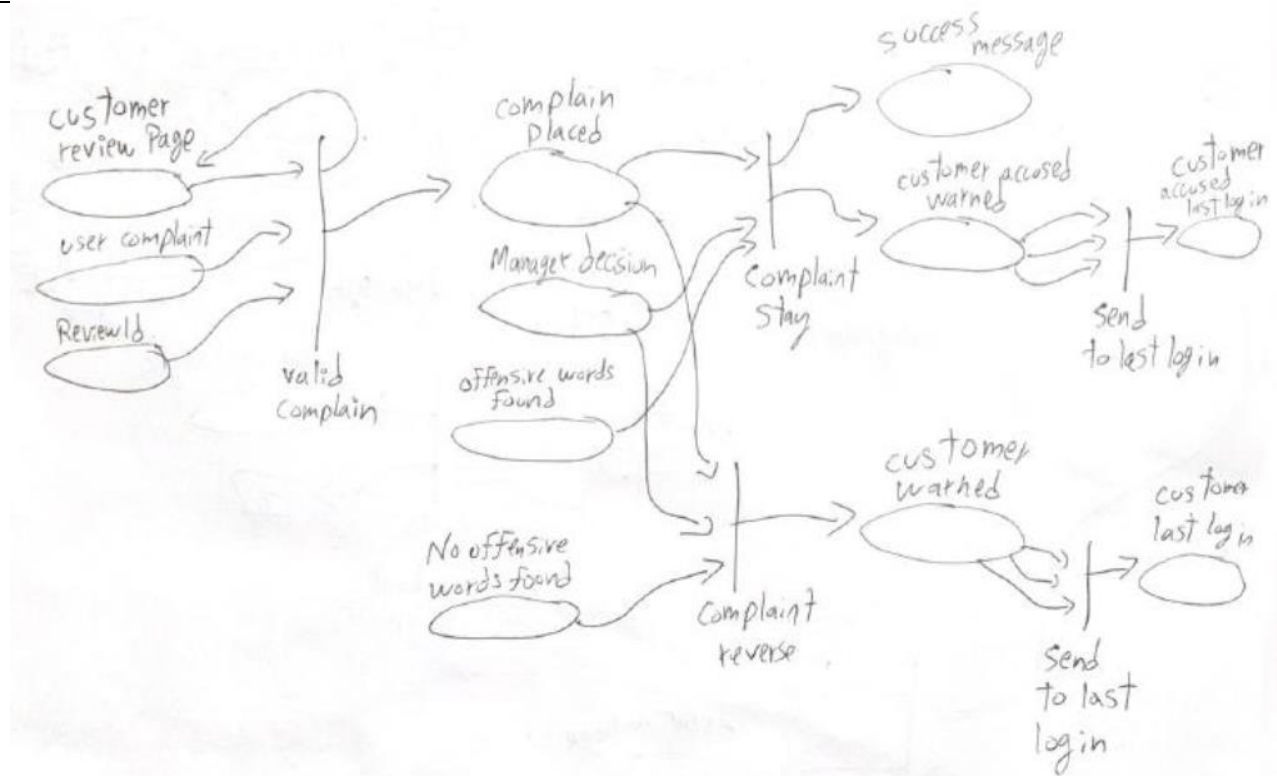 customer
review Page
user complaint
ReviewId
valid
complain
complain
placed
Manager decision
offensive words
found
No offensive
words found
success
message
customer accused
warned
Complaint
stay
customer
accused
last login
send
to last login
customer
warned
Complaint
reverse
customer
last login
send
to last
login